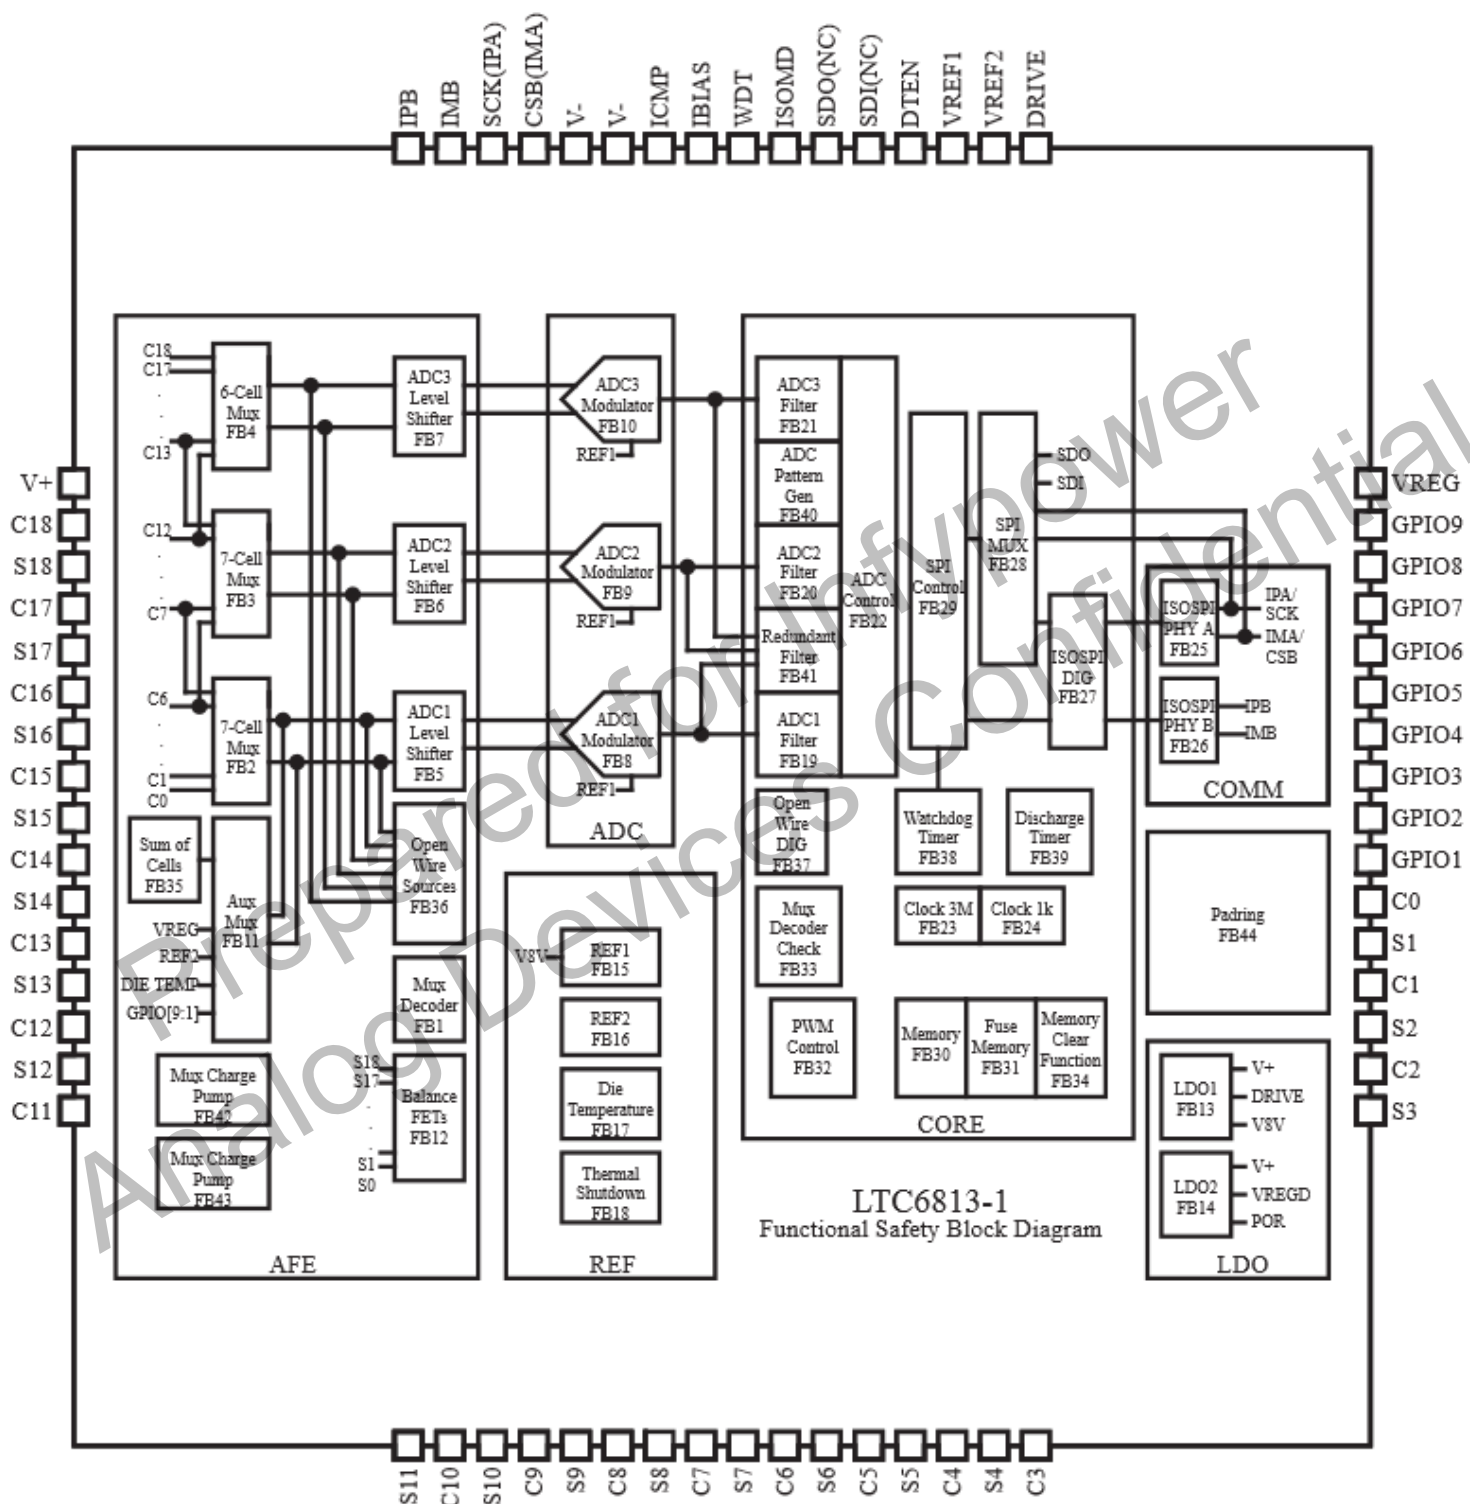 IPB
IMB
SCK(IPA)
CSB(IMA)
V-
V-
ICMP
IBIAS
WDT
ISOMD
SDO(NC)
SDI(NC)
DTEN
VREF1
VREF2
DRIVE
V+
C18
S18
C17
S17
C16
S16
C15
S15
C14
S14
C13
S13
C12
S12
C11
C18
C17
.
.
.
C13
6-Cell
Mux
FB4
C12
.
.
.
C7
7-Cell
Mux
FB3
C6
.
.
.
C1
C0
7-Cell
Mux
FB2
ADC3
Level
Shifter
FB7
ADC2
Level
Shifter
FB6
ADC1
Level
Shifter
FB5
Sum of
Cells
FB35
VREG
REF2
DIE TEMP
GPIO[9:1]
Aux
Mux
FB11
Open
Wire
Sources
FB36
Mux
Decoder
FB1
Mux Charge
Pump
FB42
Mux Charge
Pump
FB43
S18
S17
.
.
.
S1
S0
Balance
FETs
FB12
AFE
ADC3
Modulator
FB10
REF1
ADC2
Modulator
FB9
REF1
ADC1
Modulator
FB8
REF1
ADC
V8V
REF1
FB15
REF2
FB16
Die
Temperature
FB17
Thermal
Shutdown
FB18
REF
ADC3
Filter
FB21
ADC
Pattern
Gen
FB40
ADC2
Filter
FB20
Redundant
Filter
FB41
ADC1
Filter
FB19
ADC
Control
FB22
SPI
Control
FB29
SPI
MUX
FB28
SDO
SDI
ISOSPI
DIG
FB27
Open
Wire
DIG
FB37
Watchdog
Timer
FB38
Discharge
Timer
FB39
Mux
Decoder
Check
FB33
Clock 3M
FB23
Clock 1k
FB24
PWM
Control
FB32
Memory
FB30
Fuse
Memory
FB31
Memory
Clear
Function
FB34
CORE
ISOSPI
PHY A
FB25
IPA/
SCK
IMA/
CSB
ISOSPI
PHY B
FB26
IPB
IMB
COMM
Padring
FB44
LDO1
FB13
V+
DRIVE
V8V
LDO2
FB14
V+
VREGD
POR
LDO
LTC6813-1
Functional Safety Block Diagram
VREG
GPIO9
GPIO8
GPIO7
GPIO6
GPIO5
GPIO4
GPIO3
GPIO2
GPIO1
C0
S1
C1
S2
C2
S3
S11
C10
S10
C9
S9
C8
S8
C7
S7
C6
S6
C5
S5
C4
S4
C3
Prepared for Infypower
Analog Devices Confidential